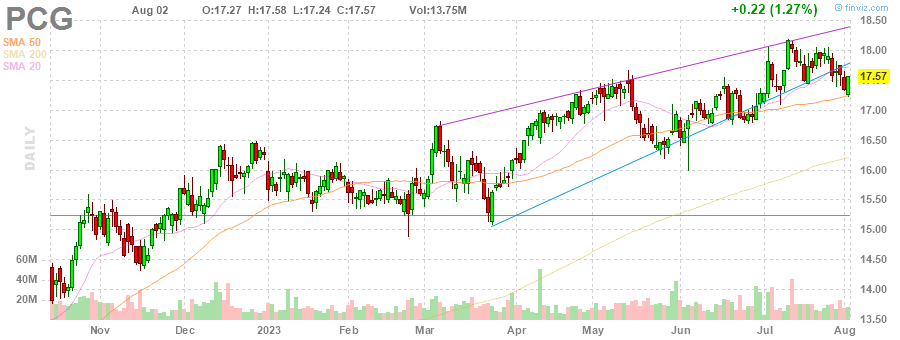 PCG
Aug 02 O:17.27 H:17.58 L:17.24 C:17.57 Vol:13.75M +0.22 (1.27%)
© finviz.com
SMA 50
SMA 200
SMA 20
DAILY
18.50
18.00
17.57
17.00
16.50
16.00
15.50
15.00
14.50
14.00
13.50
60M
40M
20M
Nov Dec 2023 Feb Mar Apr May Jun Jul Aug